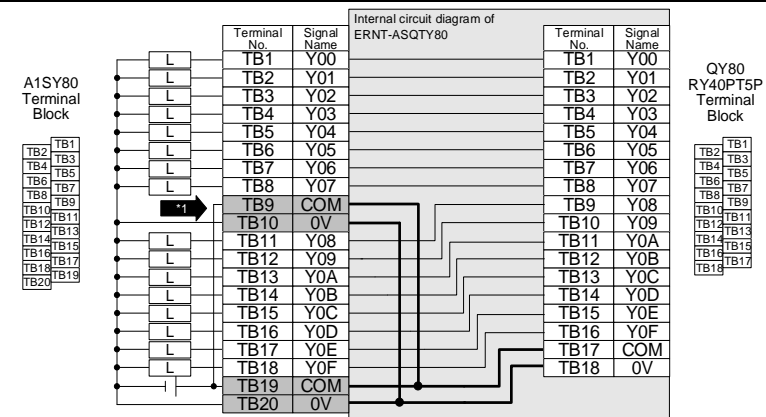 Internal circuit diagram of
ERNT-ASQTY80
Terminal No. Signal Name
Terminal No. Signal Name
A1SY80
Terminal
Block
TB1
TB2
TB3
TB4
TB5
TB6
TB7
TB8
TB9
TB10
TB11
TB12
TB13
TB14
TB15
TB16
TB17
TB18
TB19
TB20
*1
L TB1 Y00 TB1 Y00
L TB2 Y01 TB2 Y01
L TB3 Y02 TB3 Y02
L TB4 Y03 TB4 Y03
L TB5 Y04 TB5 Y04
L TB6 Y05 TB6 Y05
L TB7 Y06 TB7 Y06
L TB8 Y07 TB8 Y07
TB9 COM TB9 Y08
TB10 0V TB10 Y09
L TB11 Y08 TB11 Y0A
L TB12 Y09 TB12 Y0B
L TB13 Y0A TB13 Y0C
L TB14 Y0B TB14 Y0D
L TB15 Y0C TB15 Y0E
L TB16 Y0D TB16 Y0F
L TB17 Y0E TB17 COM
L TB18 Y0F TB18 0V
TB19 COM
TB20 0V
QY80
RY40PT5P
Terminal
Block
TB1
TB2
TB3
TB4
TB5
TB6
TB7
TB8
TB9
TB10
TB11
TB12
TB13
TB14
TB15
TB16
TB17
TB18